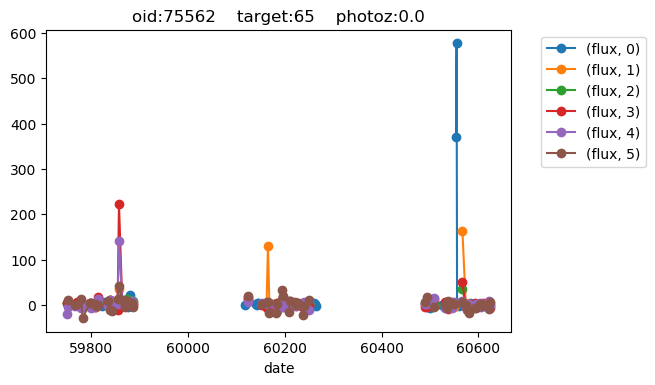 oid:75562    target:65    photoz:0.0
600
500
400
300
200
100
0
59800
60000
60200
60400
60600
date
(flux, 0)
(flux, 1)
(flux, 2)
(flux, 3)
(flux, 4)
(flux, 5)